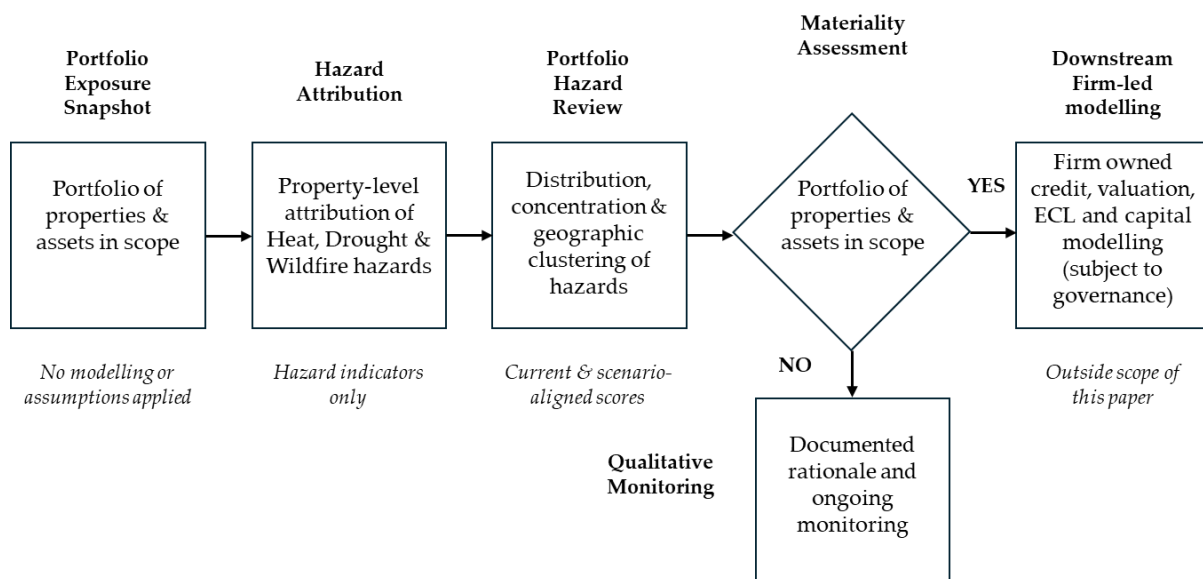 Portfolio
Exposure
Snapshot
Portfolio of
properties &
assets in scope
No modelling or
assumptions applied
Hazard
Attribution
Property-level
attribution of
Heat, Drought &
Wildfire hazards
Hazard indicators
only
Portfolio
Hazard
Review
Distribution,
concentration &
geographic
clustering of
hazards
Current & scenario-
aligned scores
Materiality
Assessment
Portfolio of
properties &
assets in scope
YES
NO
Downstream
Firm-led
modelling
Firm owned
credit, valuation,
ECL and capital
modelling
(subject to
governance)
Outside scope of
this paper
Qualitative
Monitoring
Documented
rationale and
ongoing
monitoring